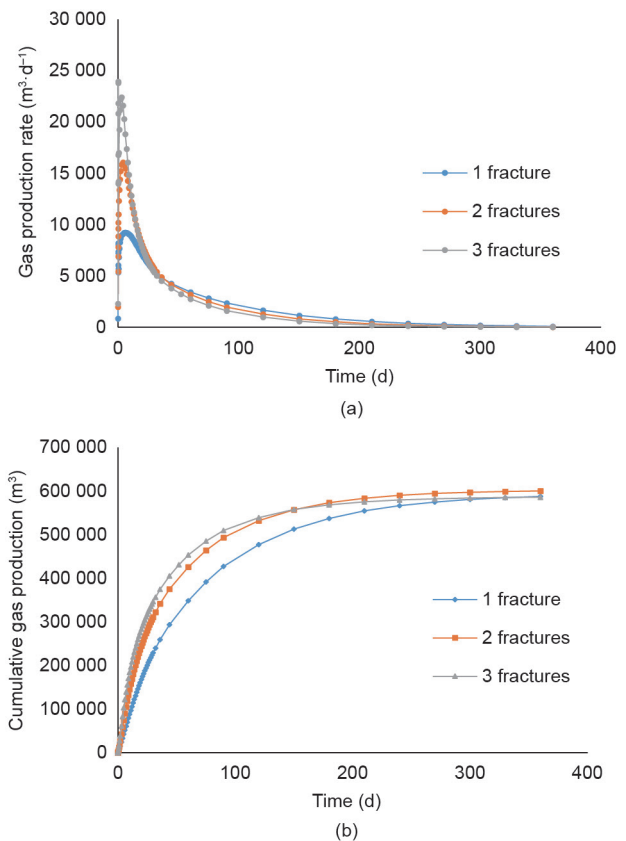 30 000
25 000
20 000
15 000
10 000
5 000
0
Gas production rate (m³·d⁻¹)
1 fracture
2 fractures
3 fractures
0
100
200
300
400
Time (d)
(a)
700 000
600 000
500 000
400 000
300 000
200 000
100 000
0
Cumulative gas production (m³)
1 fracture
2 fractures
3 fractures
0
100
200
300
400
Time (d)
(b)